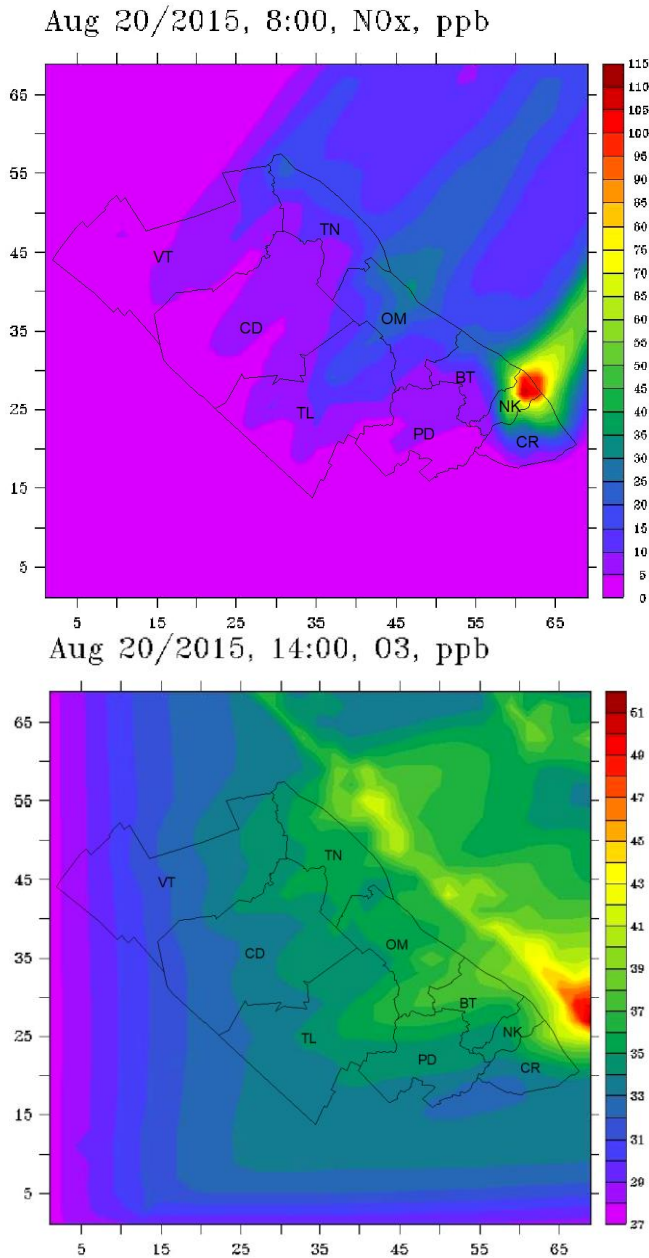 Aug 20/2015, 8:00, NOx, ppb
65
55
45
35
25
15
5
VT
TN
CD
OM
TL
BT
PD
NK
CR
5 15 25 35 45 55 65
115
110
105
100
95
90
85
80
75
70
65
60
55
50
45
40
35
30
25
20
15
10
5
0
Aug 20/2015, 14:00, O3, ppb
65
55
45
35
25
15
5
VT
TN
CD
OM
TL
BT
PD
NK
CR
5 15 25 35 45 55 65
51
49
47
45
43
41
39
37
35
33
31
29
27